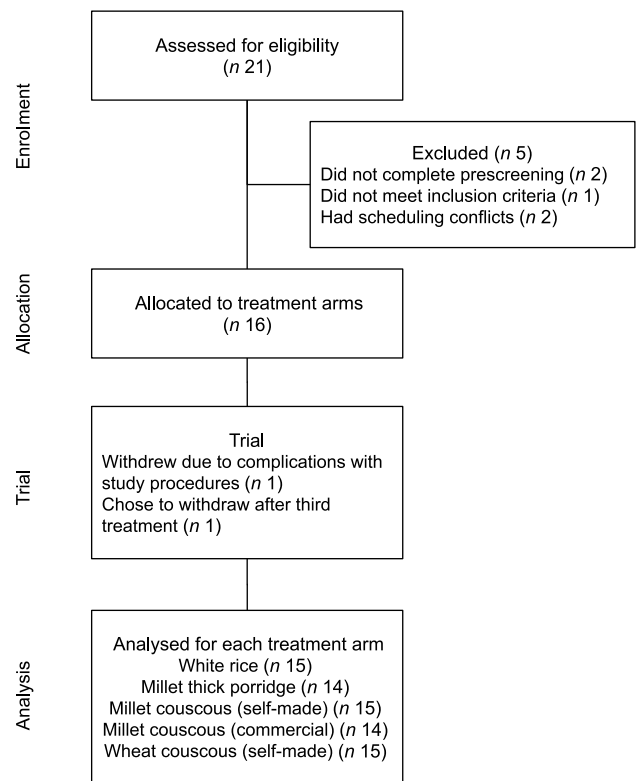 Enrolment
Assessed for eligibility
(n 21)
Excluded (n 5)
Did not complete prescreening (n 2)
Did not meet inclusion criteria (n 1)
Had scheduling conflicts (n 2)
Allocation
Allocated to treatment arms
(n 16)
Trial
Trial
Withdrew due to complications with
study procedures (n 1)
Chose to withdraw after third
treatment (n 1)
Analysis
Analysed for each treatment arm
White rice (n 15)
Millet thick porridge (n 14)
Millet couscous (self-made) (n 15)
Millet couscous (commercial) (n 14)
Wheat couscous (self-made) (n 15)